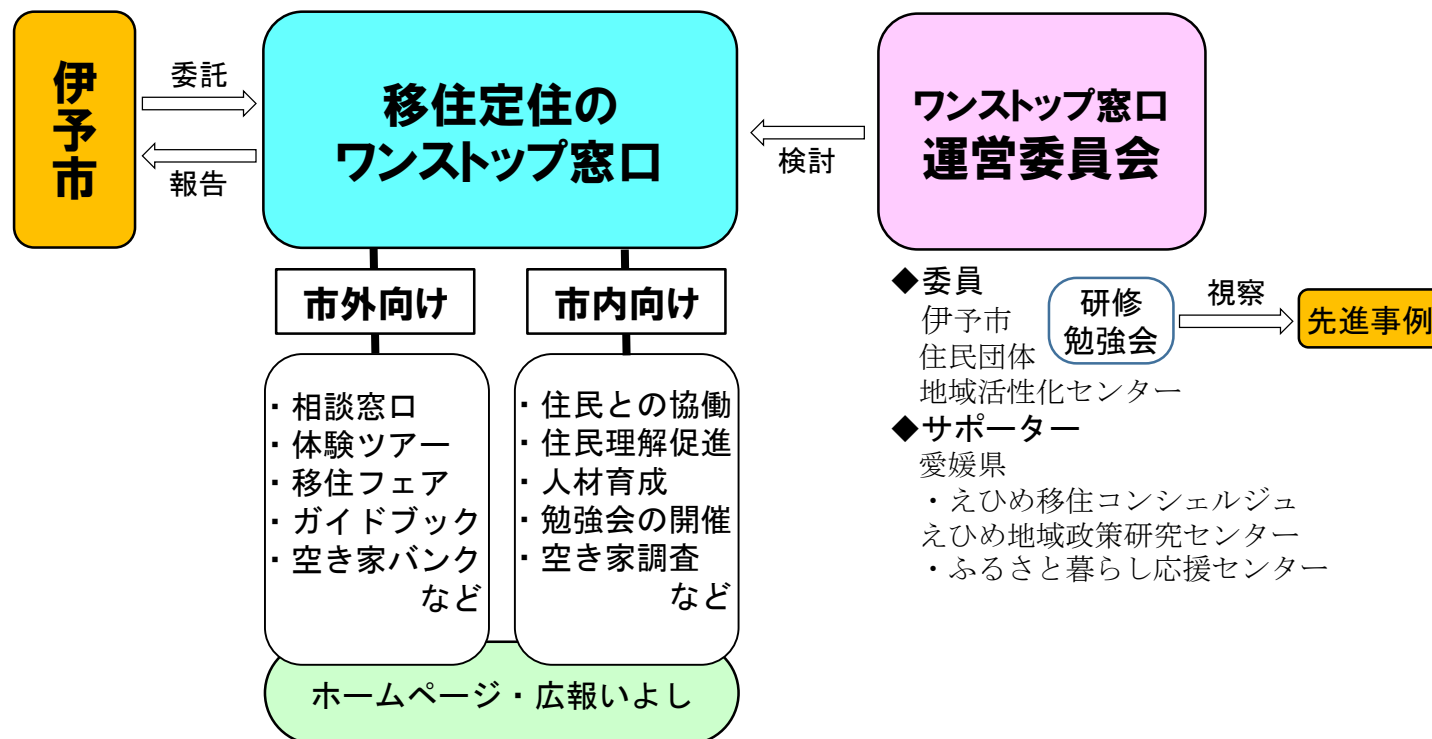 伊予市
委託
報告
移住定住の
ワンストップ窓口
検討
ワンストップ窓口
運営委員会
市外向け
・相談窓口
・体験ツアー
・移住フェア
・ガイドブック
・空き家バンク
など
市内向け
・住民との協働
・住民理解促進
・人材育成
・勉強会の開催
・空き家調査
など
ホームページ・広報いよし
◆委員
伊予市
住民団体
地域活性化センター
研修
勉強会
視察
先進事例
◆サポーター
愛媛県
・えひめ移住コンシェルジュ
えひめ地域政策研究センター
・ふるさと暮らし応援センター